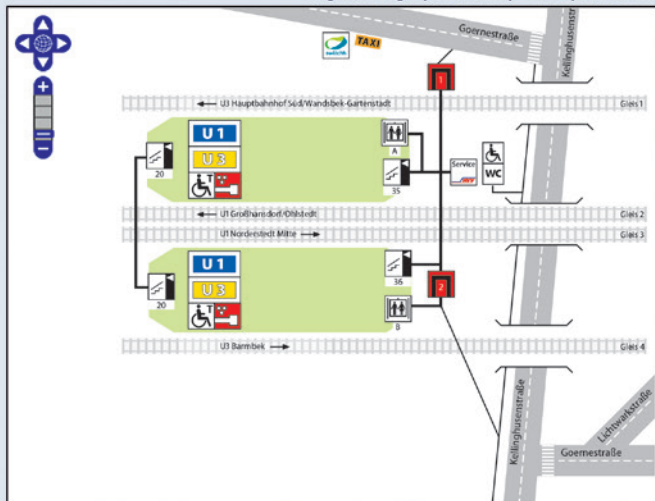 Goernestraße
Kellinghusenstraße
TAXI
1
U3 Hauptbahnhof Süd/Wandsbek-Gartenstadt
Gleis 1
U1
U3
T
20
A
35
Service
WC
U1 Großhansdorf/Ohlstedt
Gleis 2
U1 Norderstedt Mitte
Gleis 3
U1
U3
T
20
36
2
B
U3 Barmbek
Gleis 4
Kellinghusenstraße
Lichtwarkstraße
Goernestraße